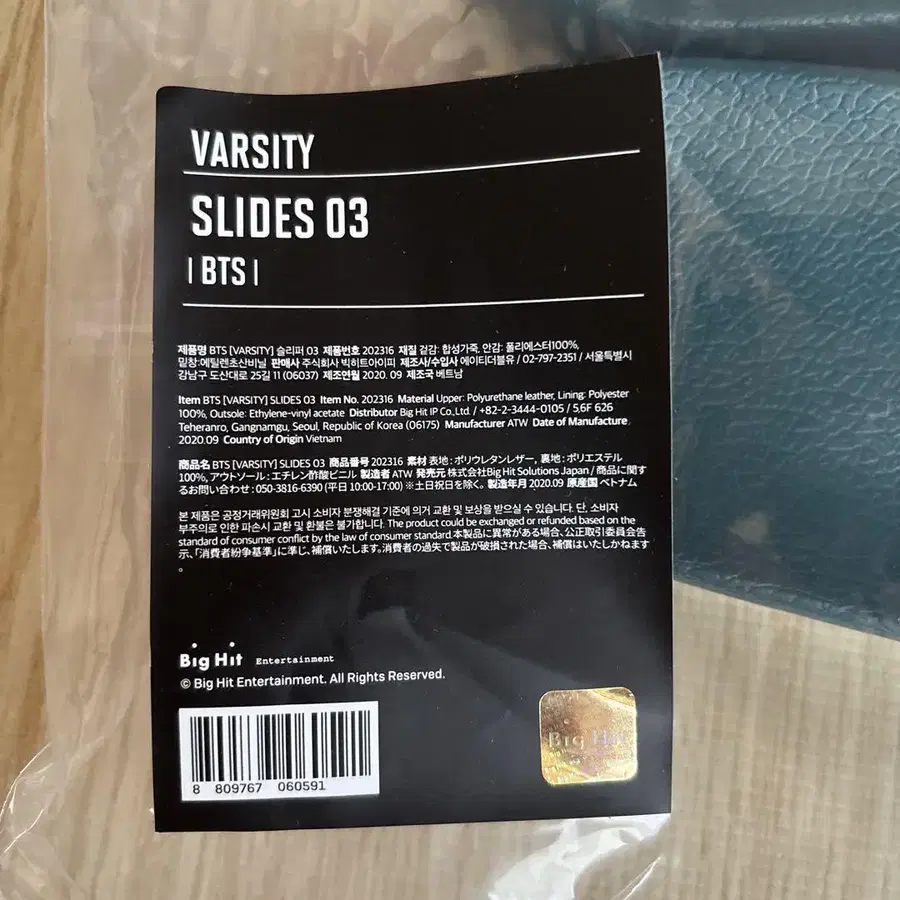 VARSITY
SLIDES 03
| BTS |
제품명 BTS [VARSITY] 슬리퍼 03 제품번호 202316 재질 겉감: 합성가죽, 안감: 폴리에스터100%,
밑창:에틸렌초산비닐 판매사 주식회사 빅히트아이피 제조사/수입사 에이티더블유 / 02-797-2351 / 서울특별시
강남구 도산대로 25길 11 (06037) 제조연월 2020. 09 제조국 베트남
Item BTS [VARSITY] SLIDES 03 Item No. 202316 Material Upper: Polyurethane leather, Lining: Polyester
100%, Outsole: Ethylene-vinyl acetate Distributor Big Hit IP Co.,Ltd. / +82-2-3444-0105 / 5,6F 626
Teheranro, Gangnamgu, Seoul, Republic of Korea (06175) Manufacturer ATW Date of Manufacture
2020.09 Country of Origin Vietnam
商品名 BTS [VARSITY] SLIDES 03 商品番号 202316 素材 表地 : ポリウレタンレザー, 裏地 : ポリエステル
100%, アウトソール : エチレン酢酸ビニル 製造者 ATW 発売元 株式会社Big Hit Solutions Japan / 商品に関す
るお問い合わせ : 050-3816-6390 (平日 10:00-17:00) ※土日祝日を除く。 製造年月 2020.09 原産国 ベトナム
본 제품은 공정거래위원회 고시 소비자 분쟁해결 기준에 의거 교환 및 보상을 받으실 수 있습니다. 단, 소비자
부주의로 인한 파손시 교환 및 환불은 불가합니다. The product could be exchanged or refunded based on the
standard of consumer conflict by the law of consumer standard.本製品に異常がある場合、公正取引委員会告
示、「消費者紛争基準」に準じ、補償いたします。消費者の過失で製品が破損された場合、補償はいたしかねます
。
Big Hit Entertainment
© Big Hit Entertainment. All Rights Reserved.
8 809767 060591
Big Hit